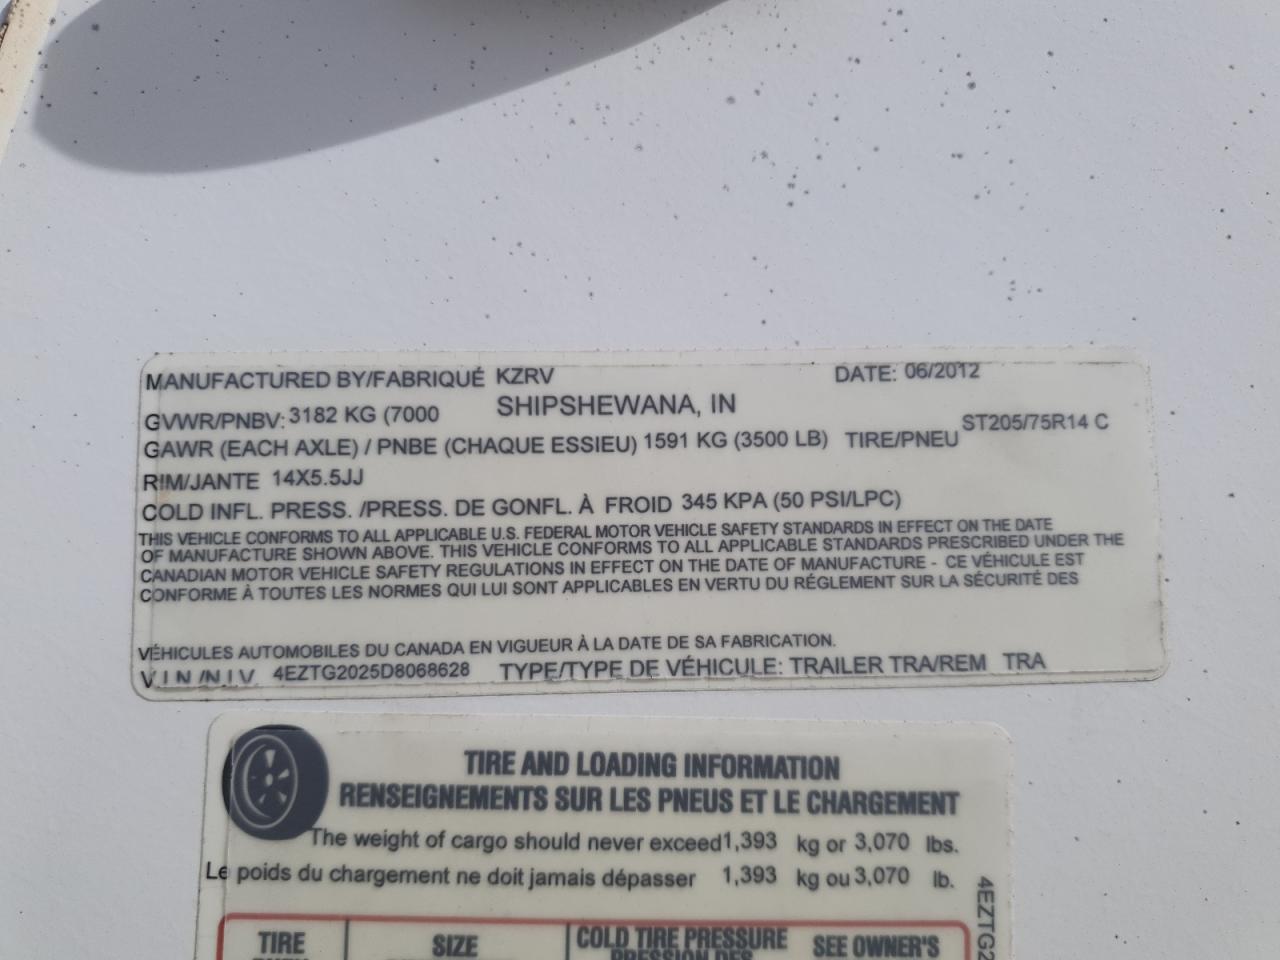 MANUFACTURED BY/FABRIQUÉ KZRV DATE: 06/2012
GVWR/PNBV: 3182 KG (7000 SHIPSHEWANA, IN
GAWR (EACH AXLE) / PNBE (CHAQUE ESSIEU) 1591 KG (3500 LB) TIRE/PNEU ST205/75R14 C
RIM/JANTE 14X5.5JJ
COLD INFL. PRESS. /PRESS. DE GONFL. À FROID 345 KPA (50 PSI/LPC)
THIS VEHICLE CONFORMS TO ALL APPLICABLE U.S. FEDERAL MOTOR VEHICLE SAFETY STANDARDS IN EFFECT ON THE DATE
OF MANUFACTURE SHOWN ABOVE. THIS VEHICLE CONFORMS TO ALL APPLICABLE STANDARDS PRESCRIBED UNDER THE
CANADIAN MOTOR VEHICLE SAFETY REGULATIONS IN EFFECT ON THE DATE OF MANUFACTURE - CE VÉHICULE EST
CONFORME À TOUTES LES NORMES QUI LUI SONT APPLICABLES EN VERTU DU RÉGLEMENT SUR LA SÉCURITÉ DES
VÉHICULES AUTOMOBILES DU CANADA EN VIGUEUR À LA DATE DE SA FABRICATION.
V.I.N./N.I.V. 4EZTG2025D8068628 TYPE/TYPE DE VÉHICULE: TRAILER TRA/REM TRA
TIRE AND LOADING INFORMATION
RENSEIGNEMENTS SUR LES PNEUS ET LE CHARGEMENT
The weight of cargo should never exceed 1,393 kg or 3,070 lbs.
Le poids du chargement ne doit jamais dépasser 1,393 kg ou 3,070 lb.
4EZTG2
TIRE SIZE COLD TIRE PRESSURE SEE OWNER'S
PRESSION DES